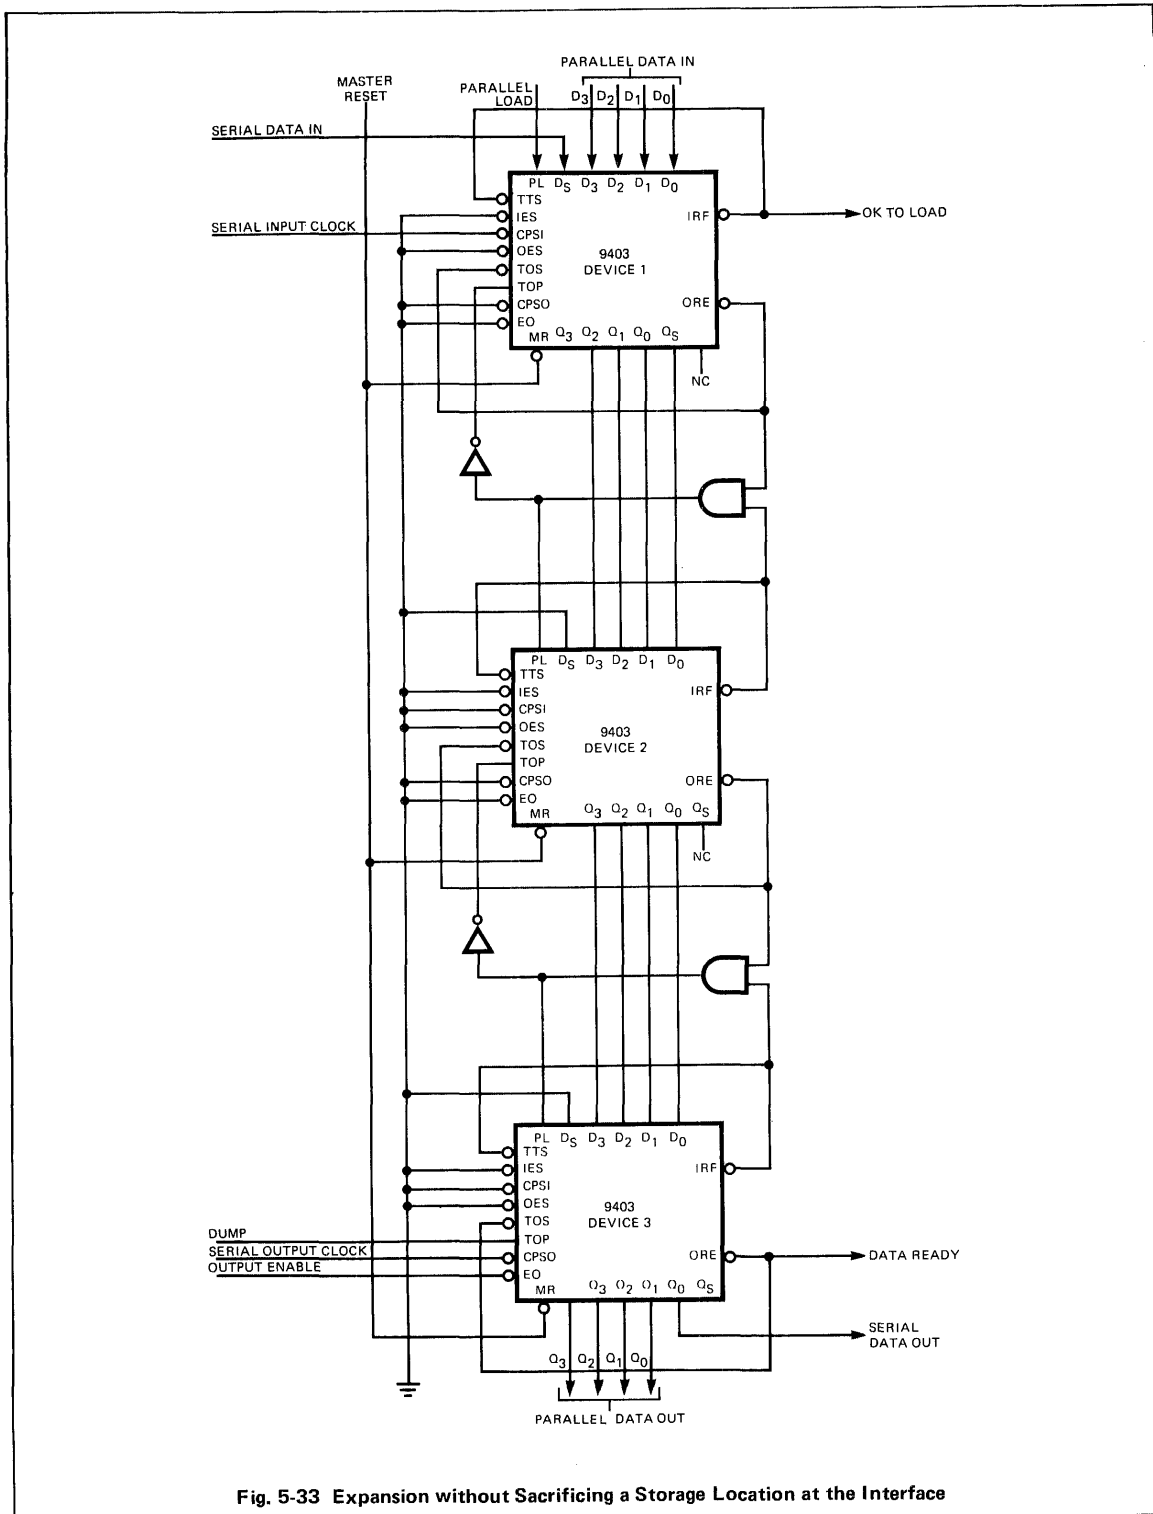 PARALLEL DATA IN
MASTER
RESET
PARALLEL
LOAD
D3 D2 D1 D0
SERIAL DATA IN
PL DS D3 D2 D1 D0
TTS
IES
IRF
OK TO LOAD
SERIAL INPUT CLOCK
CPSI
OES
9403
DEVICE 1
TOS
TOP
CPSO
ORE
EO
MR Q3 Q2 Q1 Q0 QS
NC
PL DS D3 D2 D1 D0
TTS
IES
IRF
CPSI
OES
9403
DEVICE 2
TOS
TOP
CPSO
ORE
EO
MR Q3 Q2 Q1 Q0 QS
NC
PL DS D3 D2 D1 D0
TTS
IES
IRF
CPSI
OES
9403
DEVICE 3
TOS
DUMP
TOP
SERIAL OUTPUT CLOCK
CPSO
ORE
DATA READY
OUTPUT ENABLE
EO
MR Q3 Q2 Q1 Q0 QS
SERIAL
DATA OUT
Q3 Q2 Q1 Q0
PARALLEL DATA OUT
Fig. 5-33 Expansion without Sacrificing a Storage Location at the Interface